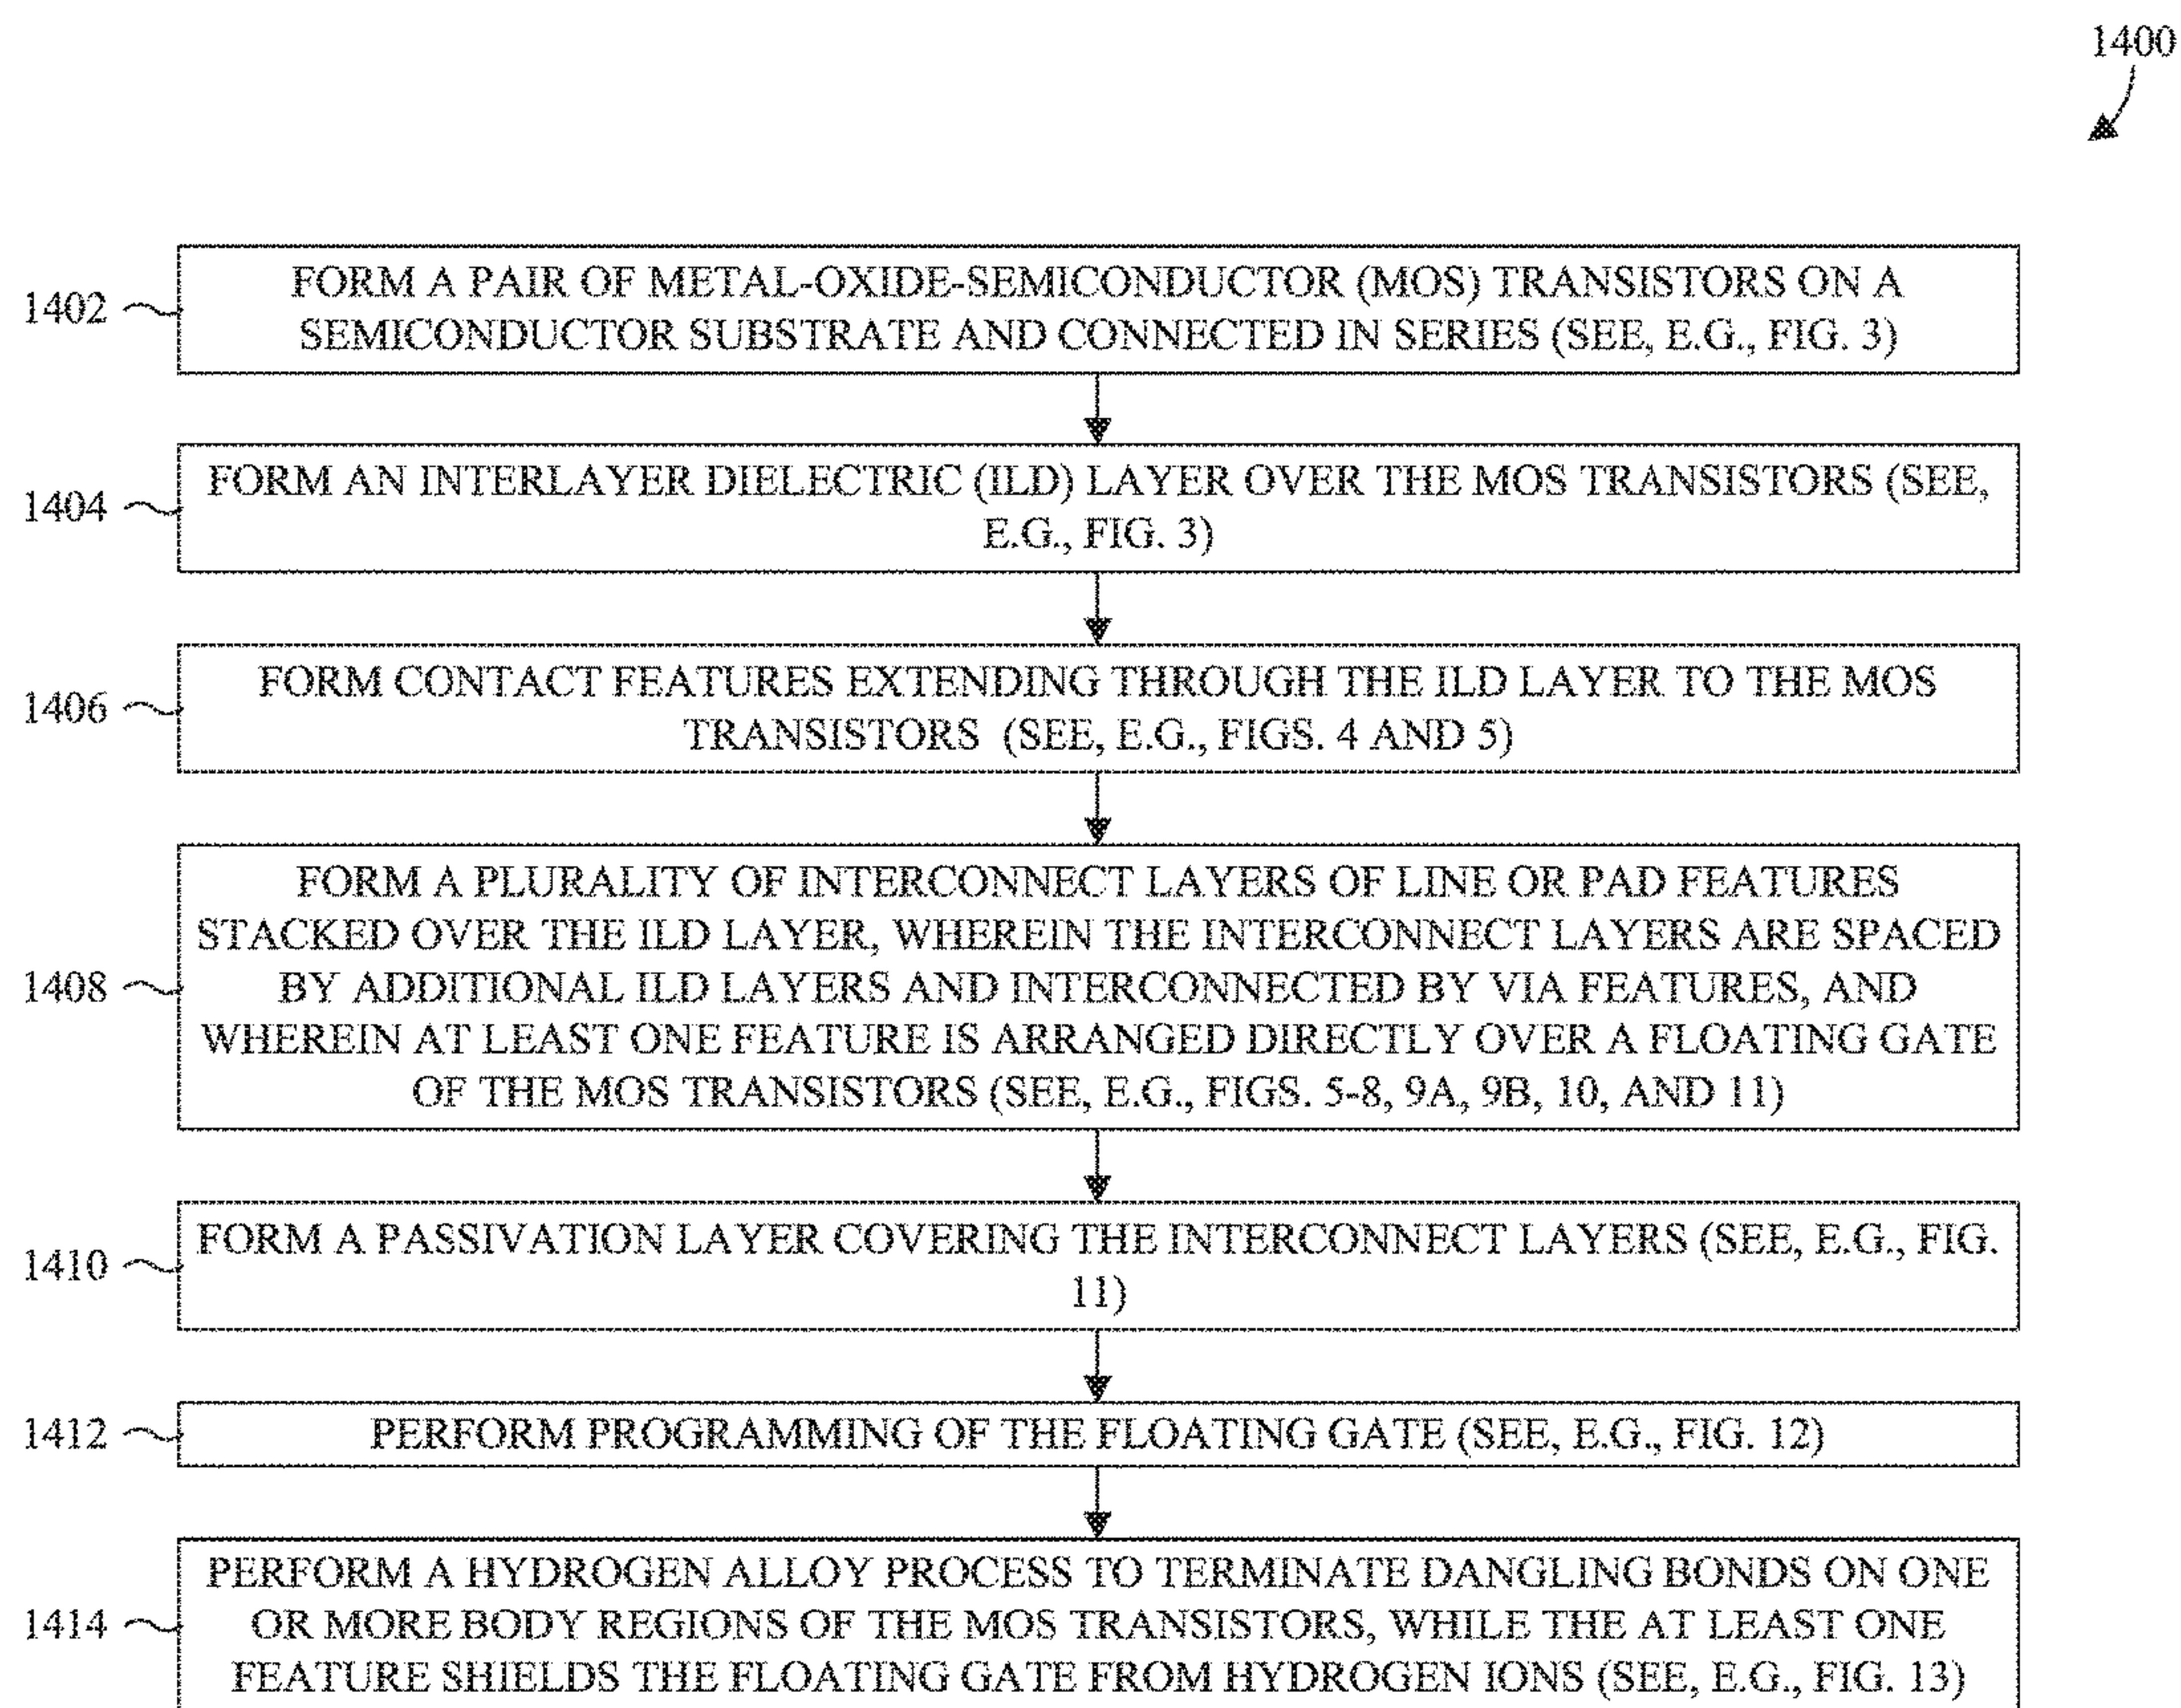 1400
1402
FORM A PAIR OF METAL-OXIDE-SEMICONDUCTOR (MOS) TRANSISTORS ON A
SEMICONDUCTOR SUBSTRATE AND CONNECTED IN SERIES (SEE, E.G., FIG. 3)
1404
FORM AN INTERLAYER DIELECTRIC (ILD) LAYER OVER THE MOS TRANSISTORS (SEE,
E.G., FIG. 3)
1406
FORM CONTACT FEATURES EXTENDING THROUGH THE ILD LAYER TO THE MOS
TRANSISTORS (SEE, E.G., FIGS. 4 AND 5)
1408
FORM A PLURALITY OF INTERCONNECT LAYERS OF LINE OR PAD FEATURES
STACKED OVER THE ILD LAYER, WHEREIN THE INTERCONNECT LAYERS ARE SPACED
BY ADDITIONAL ILD LAYERS AND INTERCONNECTED BY VIA FEATURES, AND
WHEREIN AT LEAST ONE FEATURE IS ARRANGED DIRECTLY OVER A FLOATING GATE
OF THE MOS TRANSISTORS (SEE, E.G., FIGS. 5-8, 9A, 9B, 10, AND 11)
1410
FORM A PASSIVATION LAYER COVERING THE INTERCONNECT LAYERS (SEE, E.G., FIG.
11)
1412
PERFORM PROGRAMMING OF THE FLOATING GATE (SEE, E.G., FIG. 12)
1414
PERFORM A HYDROGEN ALLOY PROCESS TO TERMINATE DANGLING BONDS ON ONE
OR MORE BODY REGIONS OF THE MOS TRANSISTORS, WHILE THE AT LEAST ONE
FEATURE SHIELDS THE FLOATING GATE FROM HYDROGEN IONS (SEE, E.G., FIG. 13)